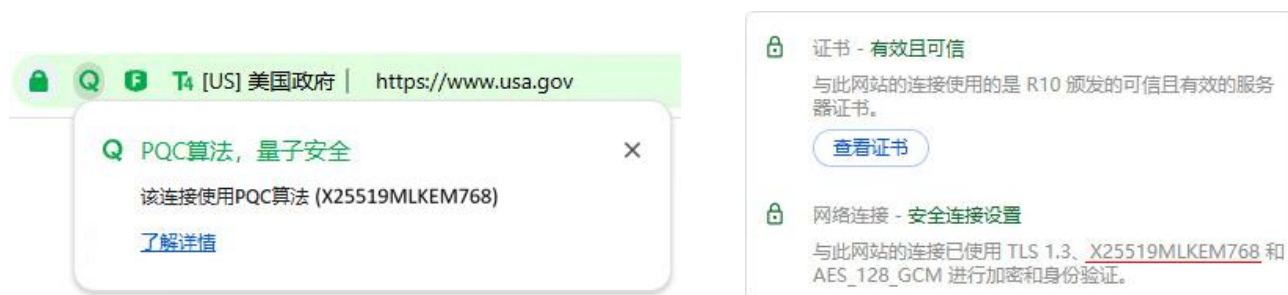 Q F T4 [US] 美国政府 | https://www.usa.gov
Q PQC算法，量子安全 ×
该连接使用PQC算法 (X25519MLKEM768)
了解详情
证书 - 有效且可信
与此网站的连接使用的是 R10 颁发的可信且有效的服务
器证书。
查看证书
网络连接 - 安全连接设置
与此网站的连接已使用 TLS 1.3、X25519MLKEM768 和
AES_128_GCM 进行加密和身份验证。